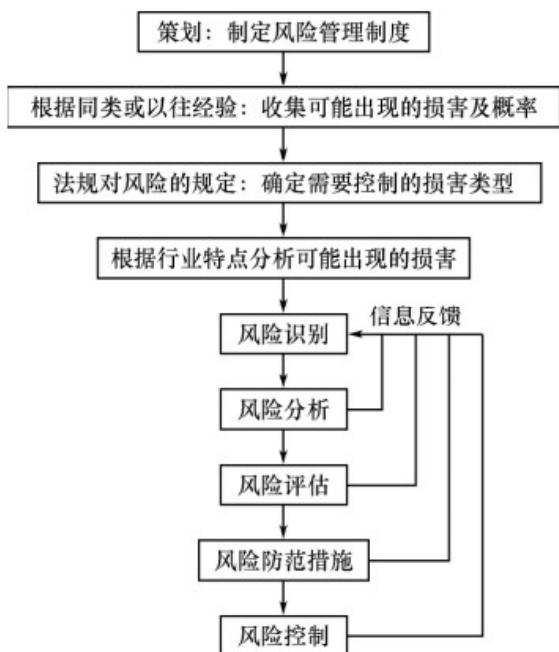 策划：制定风险管理制度
根据同类或以往经验：收集可能出现的损害及概率
法规对风险的规定：确定需要控制的损害类型
根据行业特点分析可能出现的损害
信息反馈
风险识别
风险分析
风险评估
风险防范措施
风险控制